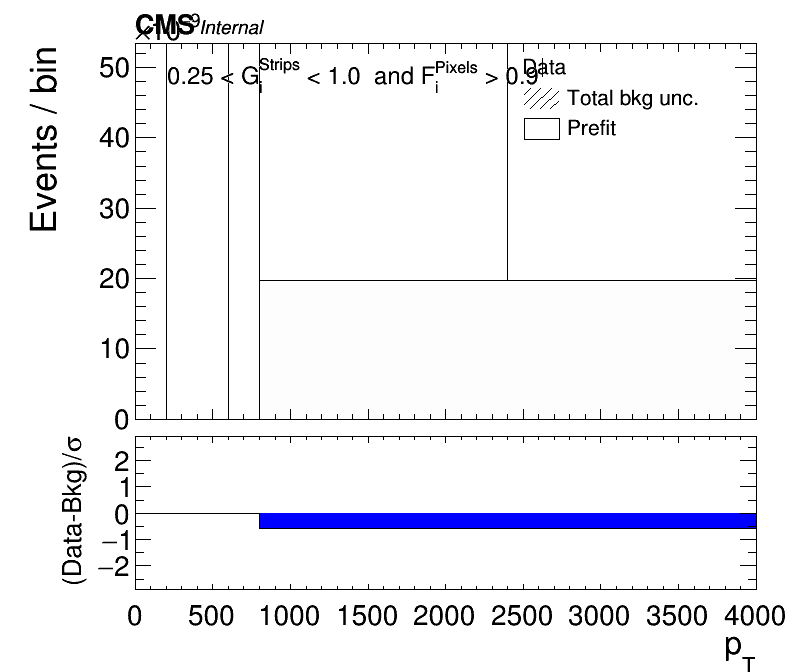 CMS Internal
×10⁻⁹
Events / bin
0.25 < G_i^Strips < 1.0 and F_i^Pixels > 0.9
Data
Total bkg unc.
Prefit
50
40
30
20
10
0
(Data-Bkg)/σ
2
1
0
−1
−2
0 500 1000 1500 2000 2500 3000 3500 4000
p_T